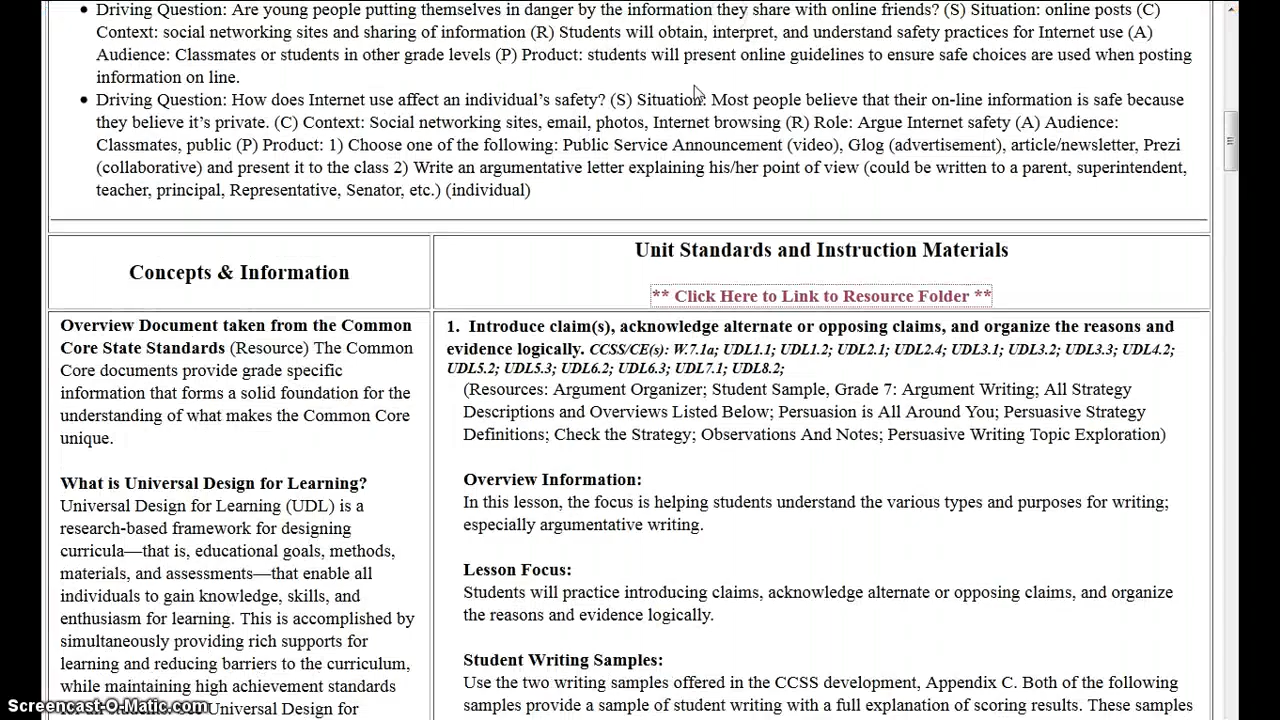 Driving Question: Are young people putting themselves in danger by the information they share with online friends? (S) Situation: online posts (C)
Context: social networking sites and sharing of information (R) Students will obtain, interpret, and understand safety practices for Internet use (A)
Audience: Classmates or students in other grade levels (P) Product: students will present online guidelines to ensure safe choices are used when posting
information on line.
Driving Question: How does Internet use affect an individual's safety? (S) Situation: Most people believe that their on-line information is safe because
they believe it's private. (C) Context: Social networking sites, email, photos, Internet browsing (R) Role: Argue Internet safety (A) Audience:
Classmates, public (P) Product: 1) Choose one of the following: Public Service Announcement (video), Glog (advertisement), article/newsletter, Prezi
(collaborative) and present it to the class 2) Write an argumentative letter explaining his/her point of view (could be written to a parent, superintendent,
teacher, principal, Representative, Senator, etc.) (individual)
Concepts & Information
Unit Standards and Instruction Materials
** Click Here to Link to Resource Folder **
Overview Document taken from the Common
Core State Standards (Resource) The Common
Core documents provide grade specific
information that forms a solid foundation for the
understanding of what makes the Common Core
unique.
What is Universal Design for Learning?
Universal Design for Learning (UDL) is a
research-based framework for designing
curricula—that is, educational goals, methods,
materials, and assessments—that enable all
individuals to gain knowledge, skills, and
enthusiasm for learning. This is accomplished by
simultaneously providing rich supports for
learning and reducing barriers to the curriculum,
while maintaining high achievement standards
Universal Design for
1. Introduce claim(s), acknowledge alternate or opposing claims, and organize the reasons and
evidence logically. CCSS/CE(s): W.7.1a; UDL1.1; UDL1.2; UDL2.1; UDL2.4; UDL3.1; UDL3.2; UDL3.3; UDL4.2;
UDL5.2; UDL5.3; UDL6.2; UDL6.3; UDL7.1; UDL8.2;
(Resources: Argument Organizer; Student Sample, Grade 7: Argument Writing; All Strategy
Descriptions and Overviews Listed Below; Persuasion is All Around You; Persuasive Strategy
Definitions; Check the Strategy; Observations And Notes; Persuasive Writing Topic Exploration)
Overview Information:
In this lesson, the focus is helping students understand the various types and purposes for writing;
especially argumentative writing.
Lesson Focus:
Students will practice introducing claims, acknowledge alternate or opposing claims, and organize
the reasons and evidence logically.
Student Writing Samples:
Use the two writing samples offered in the CCSS development, Appendix C. Both of the following
samples provide a sample of student writing with a full explanation of scoring results. These samples
Screencast-O-Matic.com